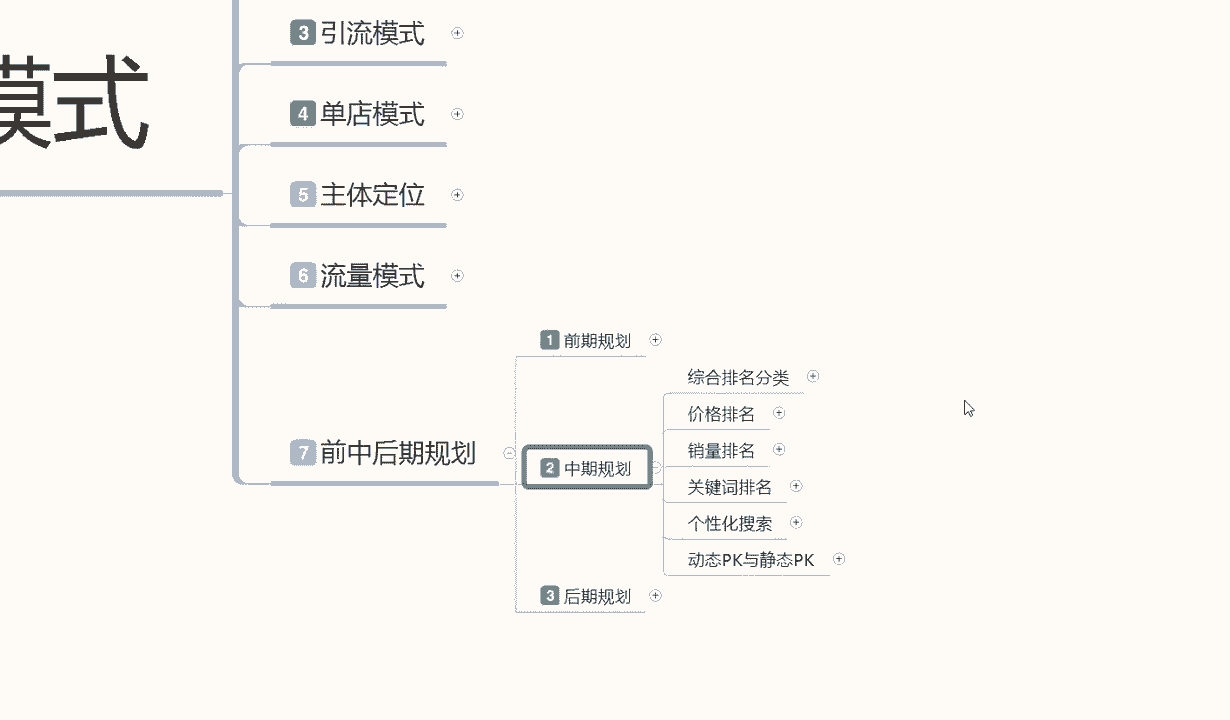 3 引流模式
模式
4 单店模式
5 主体定位
6 流量模式
7 前中后期规划
1 前期规划
2 中期规划
综合排名分类
价格排名
销量排名
关键词排名
个性化搜索
动态PK与静态PK
3 后期规划